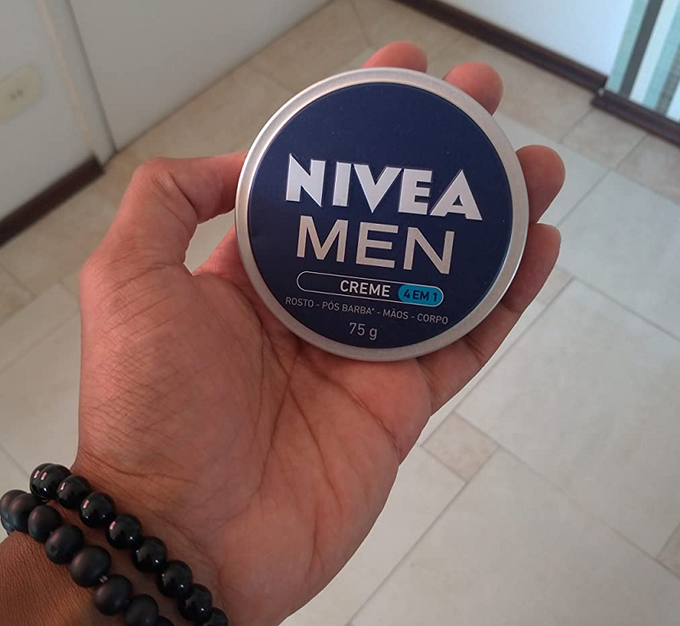 NIVEA
MEN
CREME 4 EM 1
ROSTO - PÓS BARBA* - MÃOS - CORPO
75 g